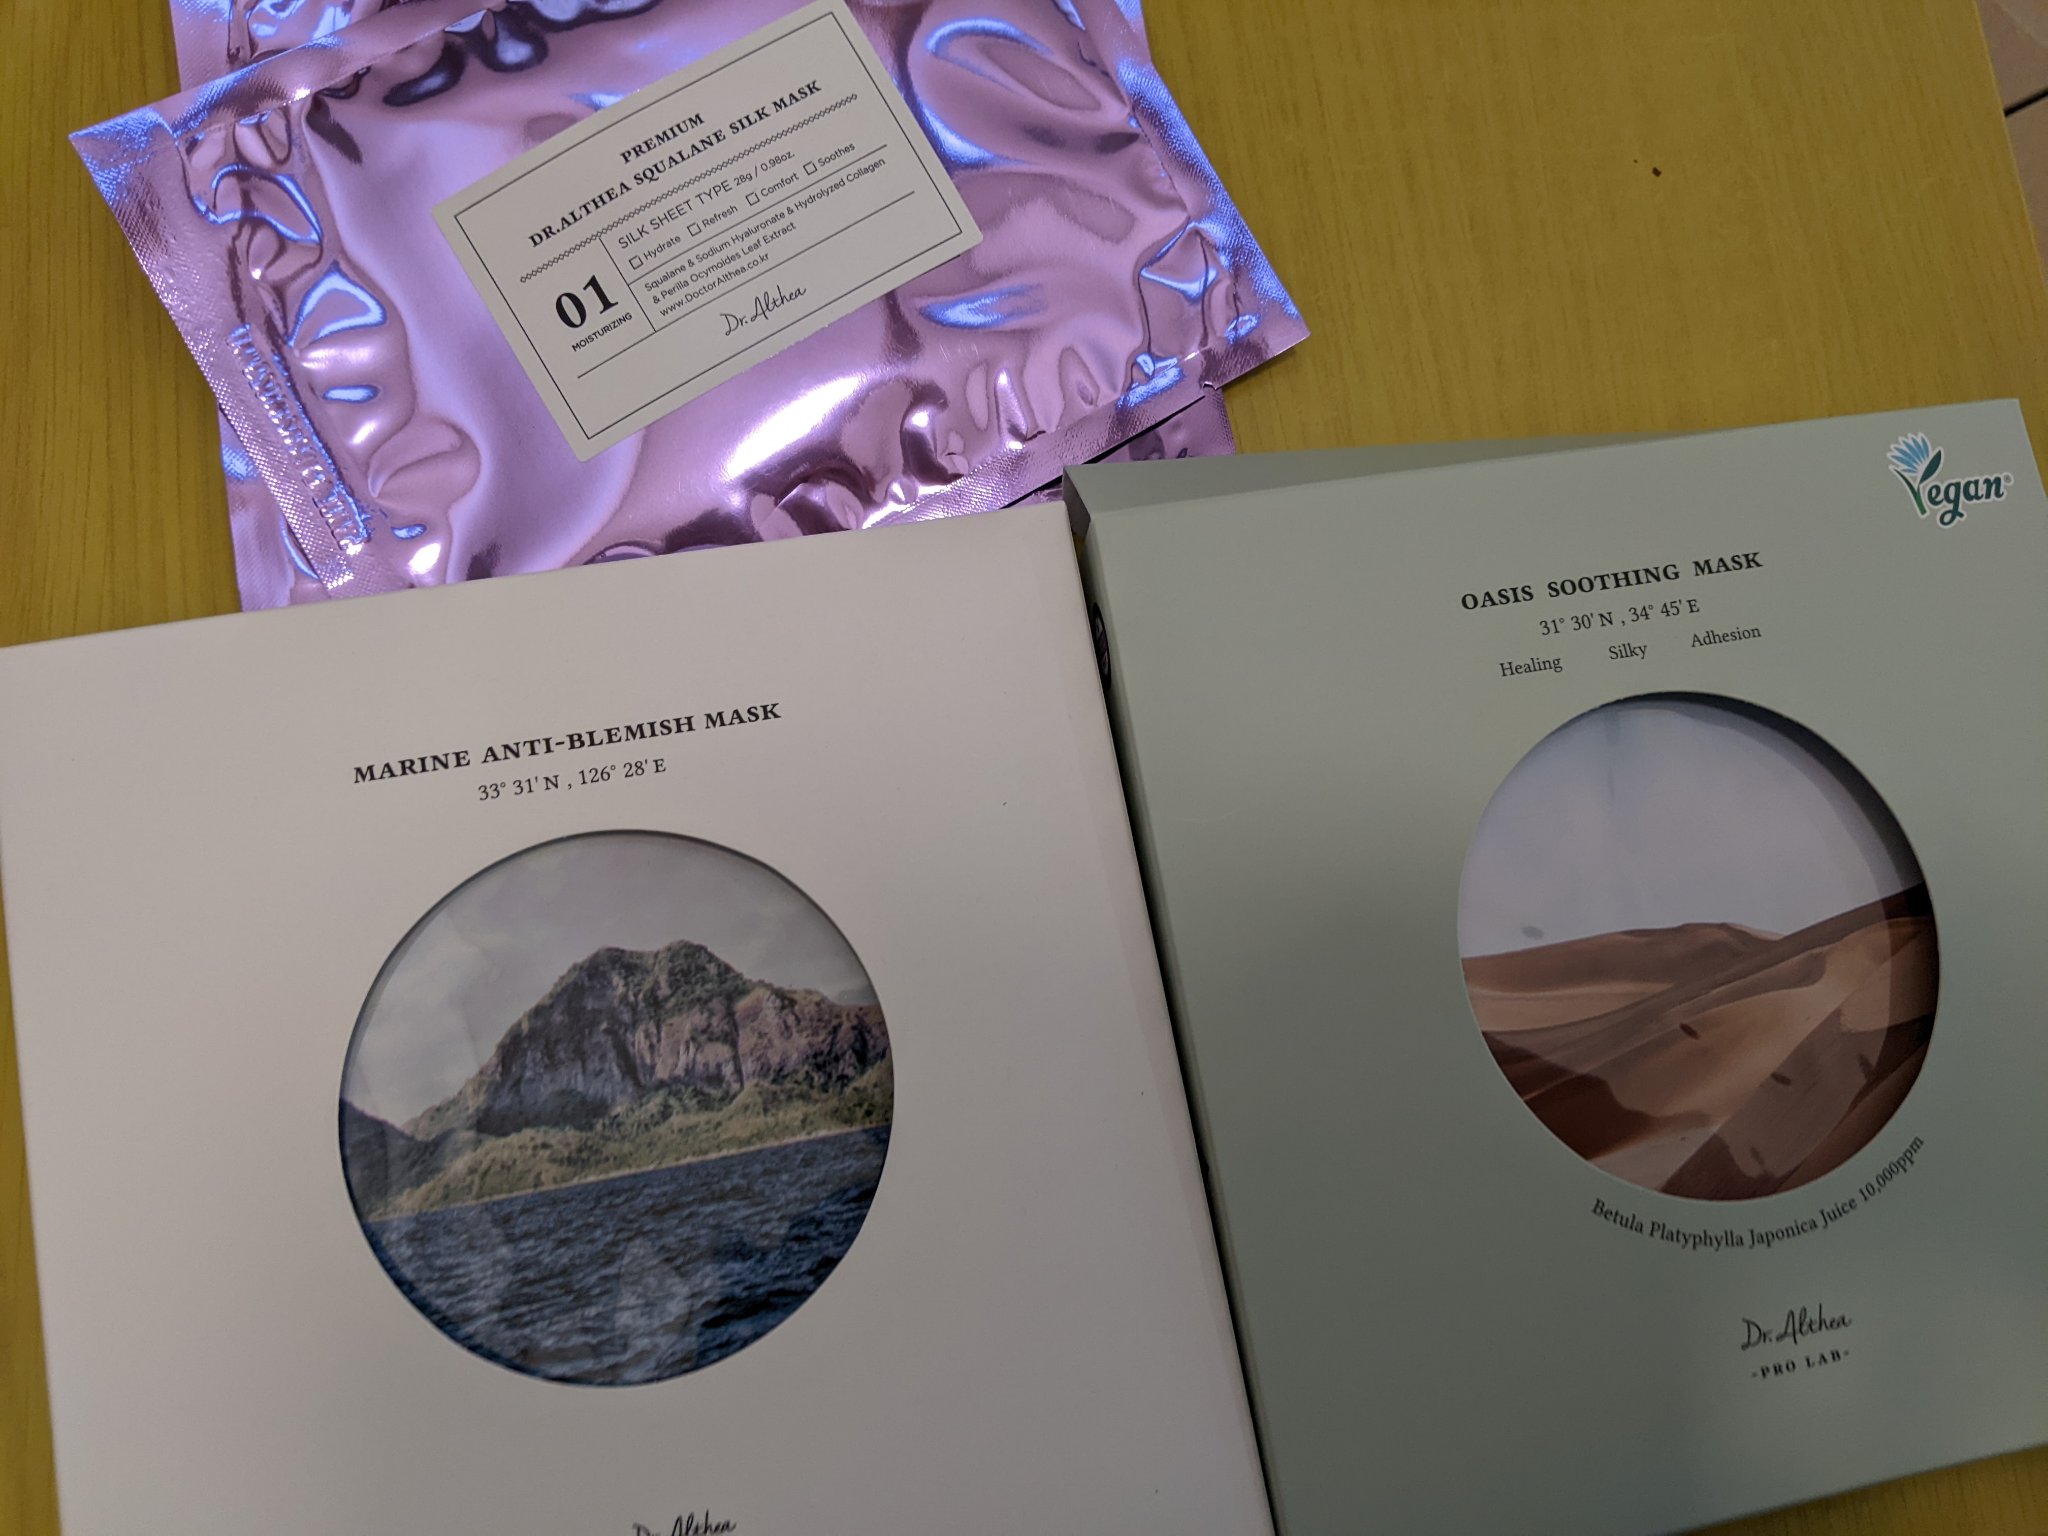 PREMIUM
DR.ALTHEA SQUALANE SILK MASK
SILK SHEET TYPE 28g / 0.98oz.
Hydrate Refresh Comfort Soothes
01
MOISTURIZING
Squalane & Sodium Hyaluronate & Hydrolyzed Collagen
& Perilla Ocymoides Leaf Extract
www.DoctorAlthea.co.kr
Dr.Althea
MARINE ANTI-BLEMISH MASK
33° 31' N , 126° 28' E
Dr.Althea
Vegan
OASIS SOOTHING MASK
31° 30' N , 34° 45' E
Healing Silky Adhesion
Betula Platyphylla Japonica Juice 10,000ppm
Dr.Althea
-PRO LAB-